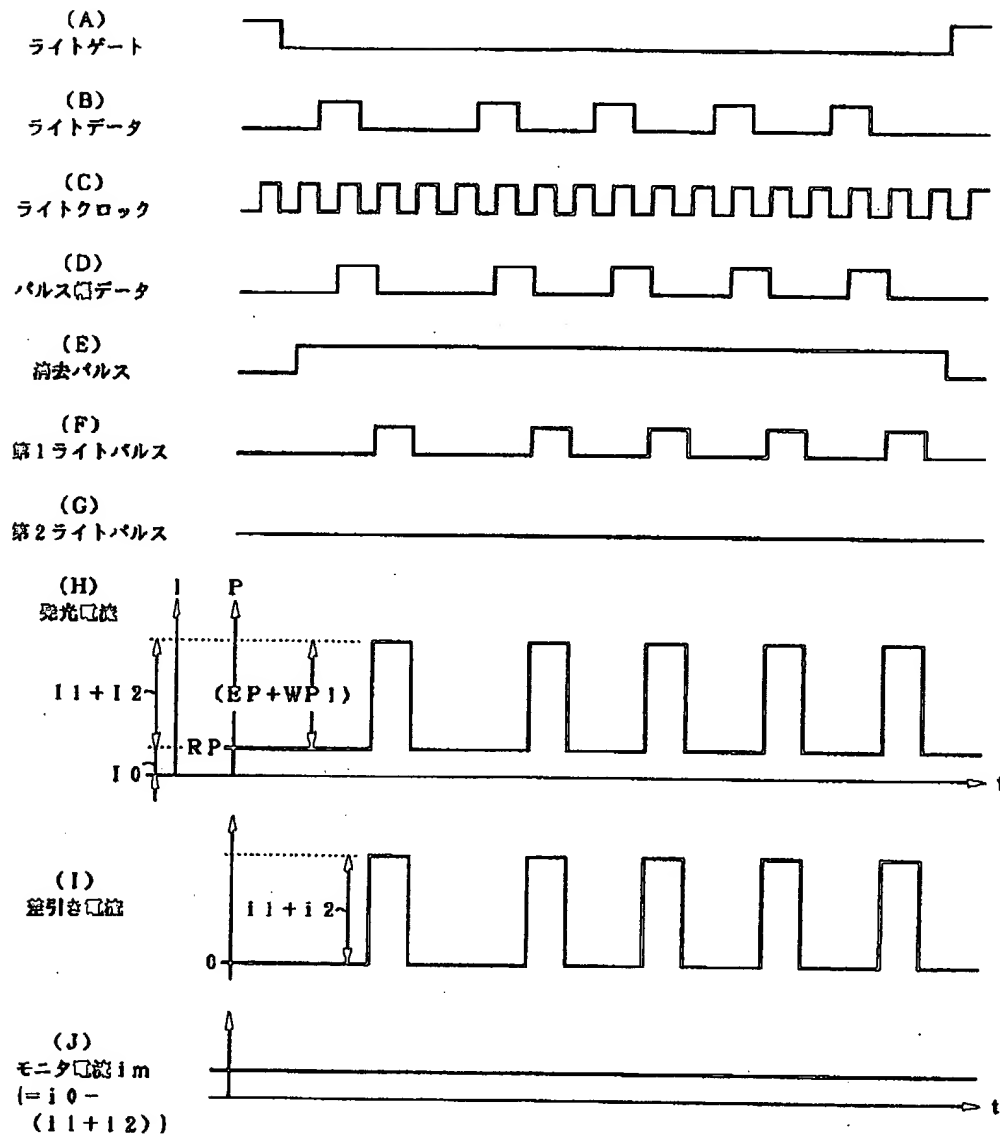 (A)
ライトゲート
(B)
ライトデータ
(C)
ライトクロック
(D)
パルス幅データ
(E)
消去パルス
(F)
第1ライトパルス
(G)
第2ライトパルス
(H)
発光電流
I
P
I1+I2
(EP+WP1)
RP
I0
t
(I)
差引き電流
i1+i2
0
(J)
モニタ電流im
{=i0-
(i1+i2)}
t